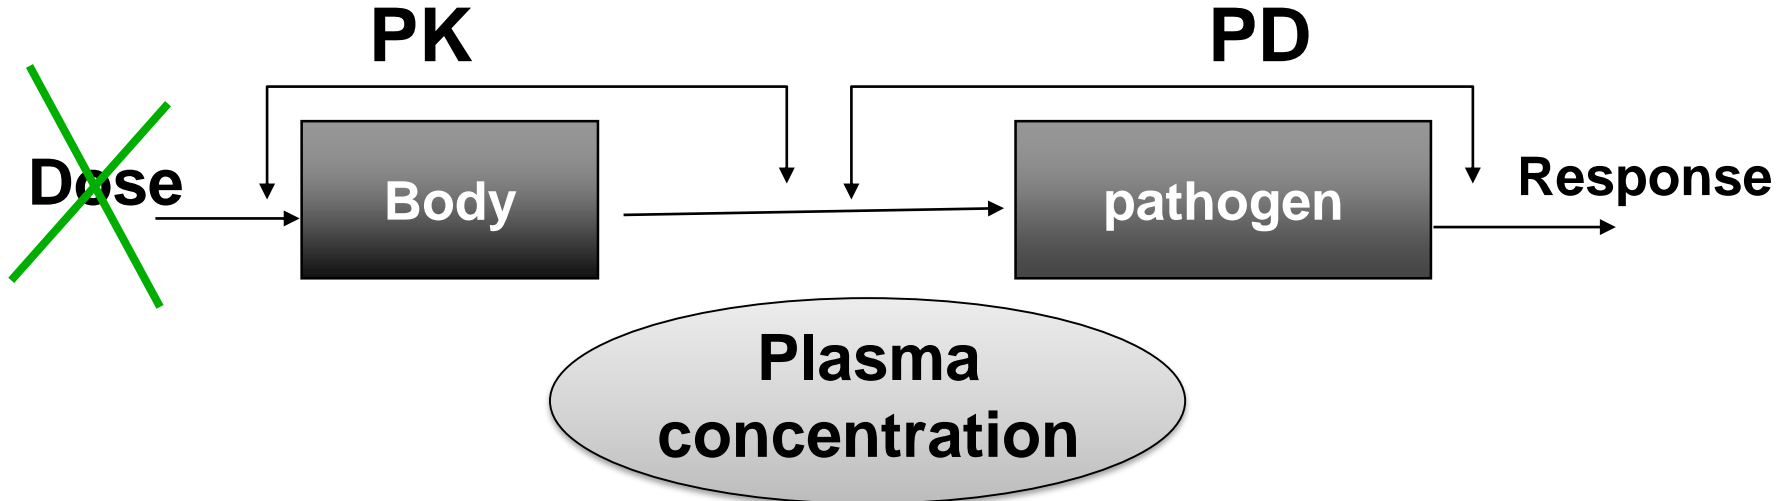 PK
PD
Dose
Body
pathogen
Response
Plasma
concentration